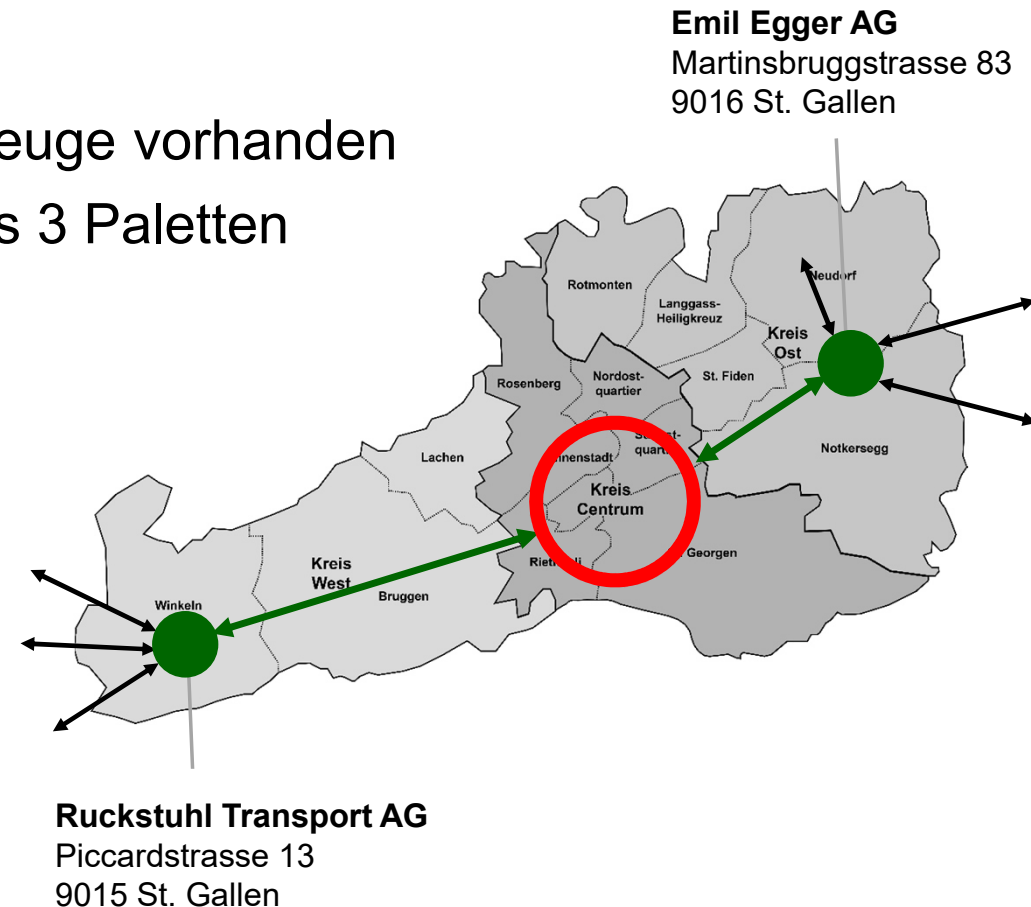 Emil Egger AG
Martinsbruggstrasse 83
9016 St. Gallen
vorhanden
3 Paletten
Rotmonten
Neudorf
Langgass-
Heiligkreuz
Kreis
Ost
Rosenberg
Nordost-
quartier
St. Fiden
Lachen
Notkersegg
Kreis
Centrum
Georgen
Kreis
West
Bruggen
Winkeln
Ruckstuhl Transport AG
Piccardstrasse 13
9015 St. Gallen